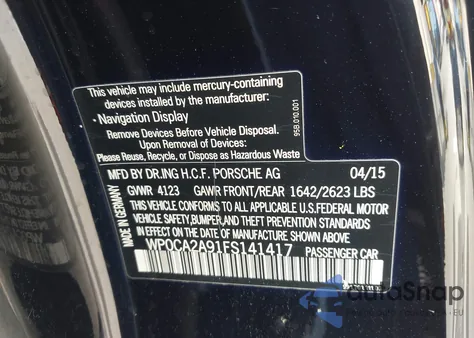 This vehicle may include mercury-containing
devices installed by the manufacturer:
- Navigation Display
Remove Devices Before Vehicle Disposal.
Upon Removal of Devices:
Please Reuse, Recycle, or Dispose as Hazardous Waste
95B.010.001
MFD BY DR.ING H.C.F. PORSCHE AG 04/15
GVWR 4123 GAWR FRONT/REAR 1642/2623 LBS
THIS VEHICLE CONFORMS TO ALL APPLICABLE U.S.FEDERAL MOTOR
VEHICLE SAFETY,BUMPER,AND THEFT PREVENTION STANDARDS
IN EFFECT ON THE DATE OF MANUFACTURE SHOWN ABOVE
WP0CA2A91FS141417 PASSENGER CAR
MADE IN GERMANY
dataSnap